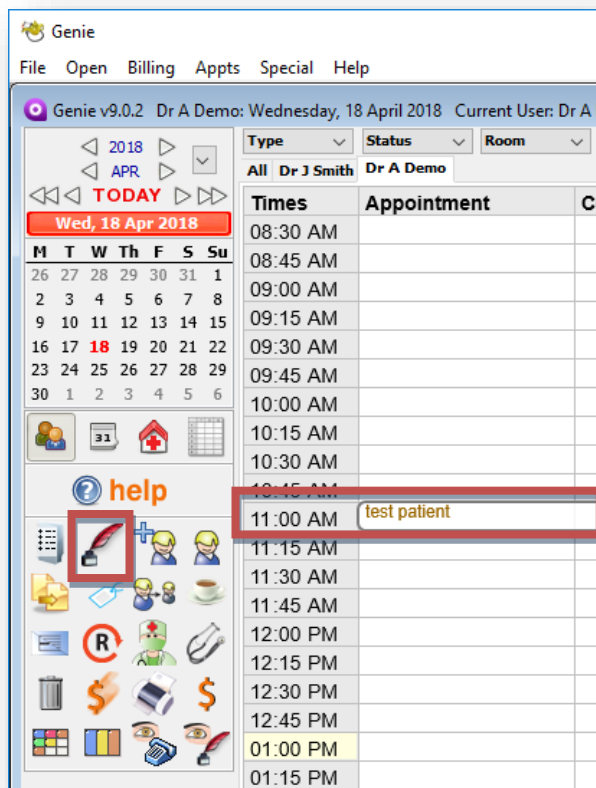 Genie
File Open Billing Appts Special Help
Genie v9.0.2 Dr A Demo: Wednesday, 18 April 2018 Current User: Dr A
2018
APR
TODAY
Wed, 18 Apr 2018
M T W Th F S Su
26 27 28 29 30 31 1
2 3 4 5 6 7 8
9 10 11 12 13 14 15
16 17 18 19 20 21 22
23 24 25 26 27 28 29
30 1 2 3 4 5 6
31
help
R
$
$
Type Status Room
All Dr J Smith Dr A Demo
Times Appointment C
08:30 AM
08:45 AM
09:00 AM
09:15 AM
09:30 AM
09:45 AM
10:00 AM
10:15 AM
10:30 AM
10:45 AM
11:00 AM test patient
11:15 AM
11:30 AM
11:45 AM
12:00 PM
12:15 PM
12:30 PM
12:45 PM
01:00 PM
01:15 PM